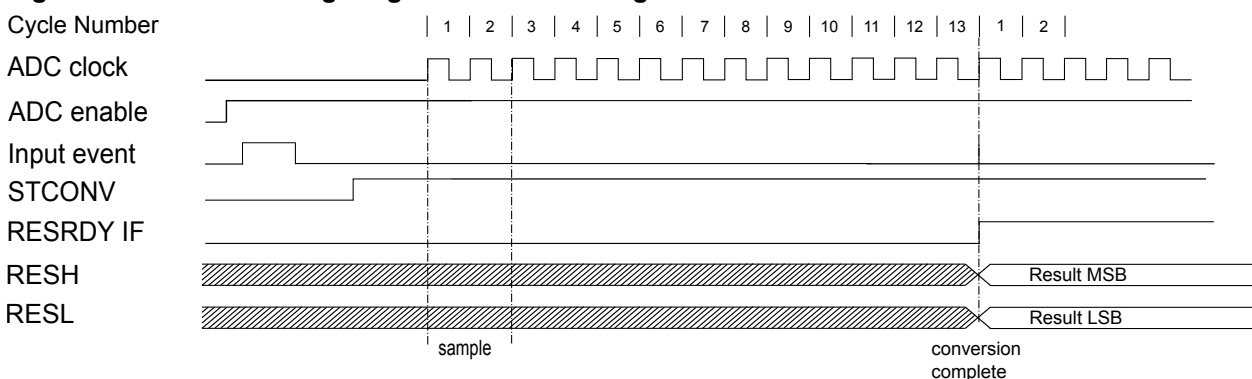 Cycle Number 1 2 3 4 5 6 7 8 9 10 11 12 13 1 2
ADC clock
ADC enable
Input event
STCONV
RESRDY IF
RESH Result MSB
RESL Result LSB
sample conversion
complete